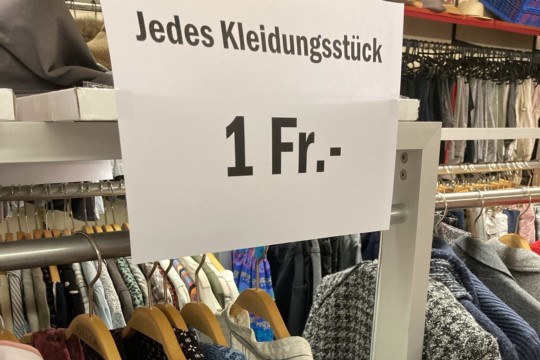 Jedes Kleidungsstück
1 Fr.-